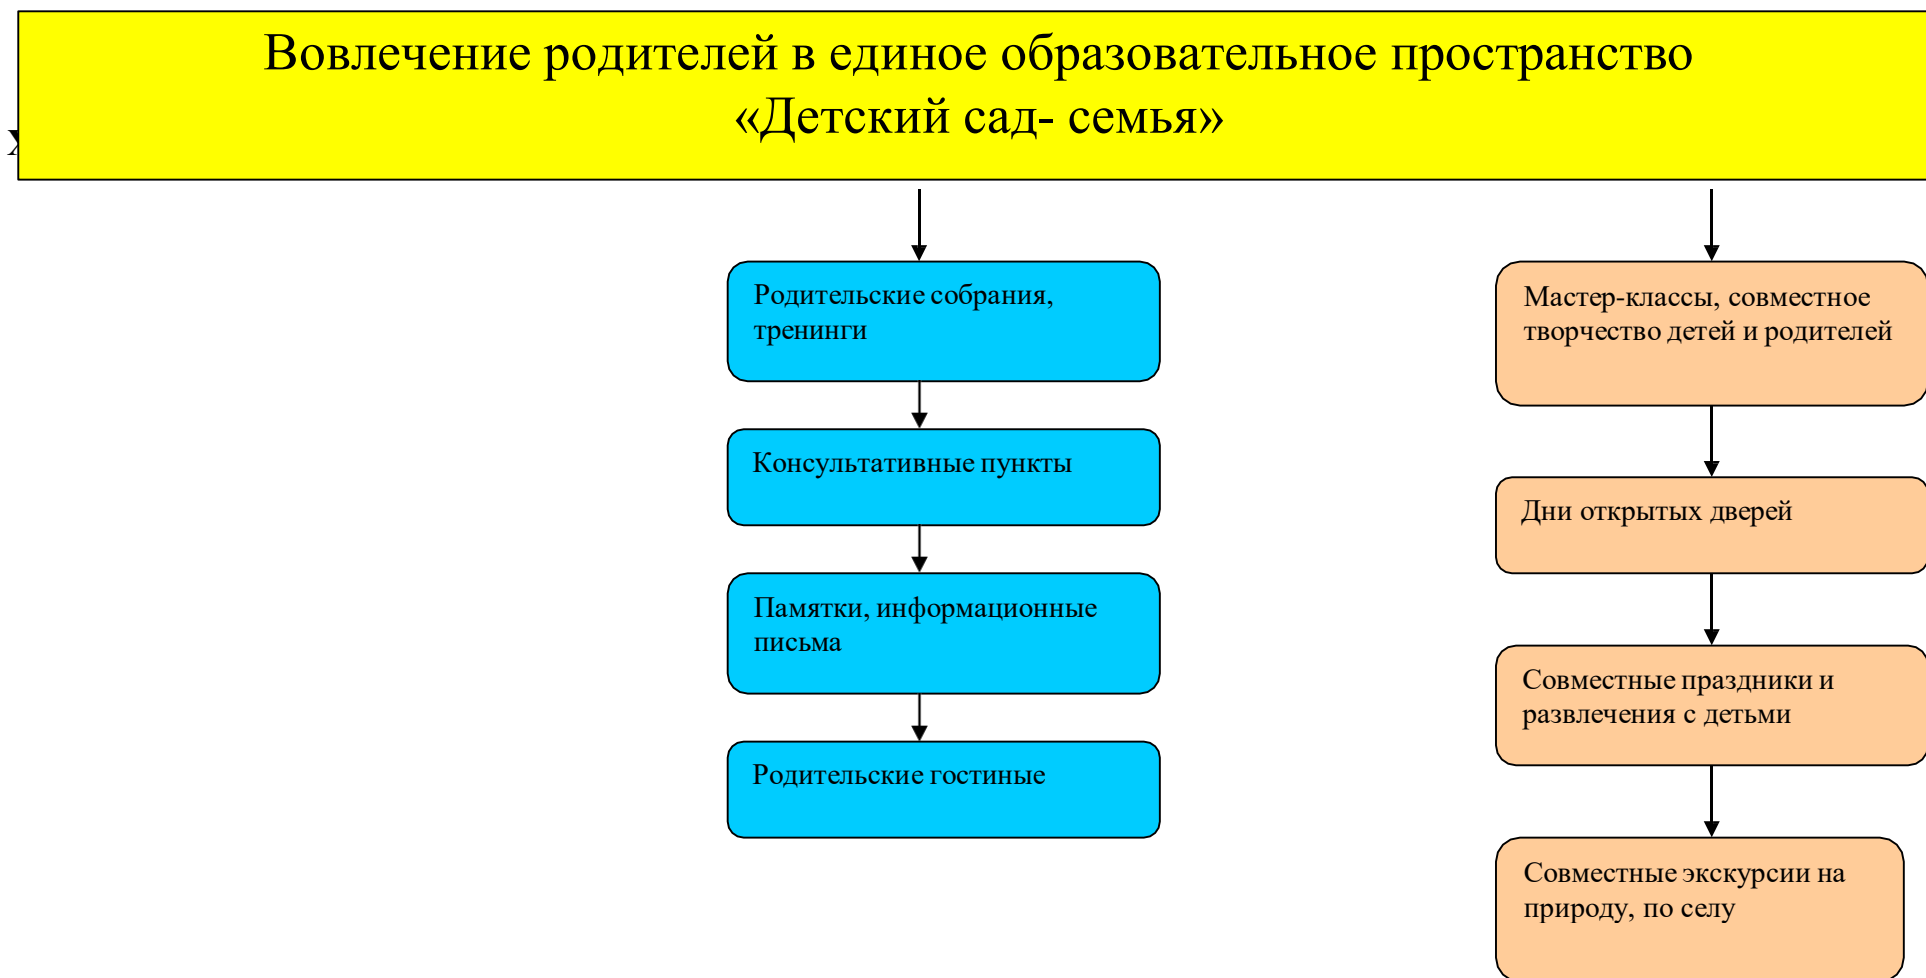 Вовлечение родителей в единое образовательное пространство
«Детский сад- семья»
Родительские собрания,
тренинги
Консультативные пункты
Памятки, информационные
письма
Родительские гостиные
Мастер-классы, совместное
творчество детей и родителей
Дни открытых дверей
Совместные праздники и
развлечения с детьми
Совместные экскурсии на
природу, по селу